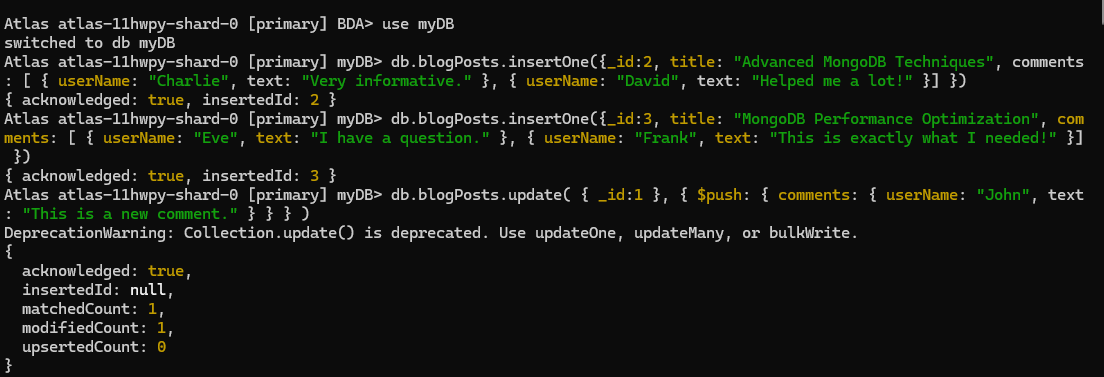 Atlas atlas-11hwpy-shard-0 [primary] BDA> use myDB
switched to db myDB
Atlas atlas-11hwpy-shard-0 [primary] myDB> db.blogPosts.insertOne({_id:2, title: "Advanced MongoDB Techniques", comments
: [ { userName: "Charlie", text: "Very informative." }, { userName: "David", text: "Helped me a lot!" }] })
{ acknowledged: true, insertedId: 2 }
Atlas atlas-11hwpy-shard-0 [primary] myDB> db.blogPosts.insertOne({_id:3, title: "MongoDB Performance Optimization", com
ments: [ { userName: "Eve", text: "I have a question." }, { userName: "Frank", text: "This is exactly what I needed!" }]
 })
{ acknowledged: true, insertedId: 3 }
Atlas atlas-11hwpy-shard-0 [primary] myDB> db.blogPosts.update( { _id:1 }, { $push: { comments: { userName: "John", text
: "This is a new comment." } } } )
DeprecationWarning: Collection.update() is deprecated. Use updateOne, updateMany, or bulkWrite.
{
  acknowledged: true,
  insertedId: null,
  matchedCount: 1,
  modifiedCount: 1,
  upsertedCount: 0
}